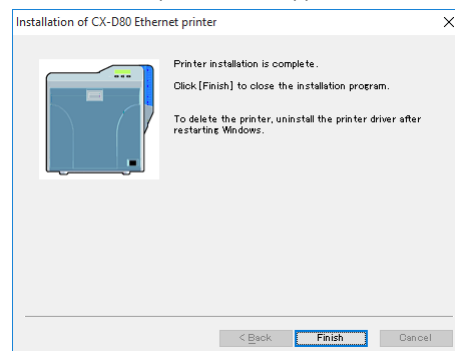 Installation of CX-D80 Ethernet printer
Printer installation is complete.
Click [Finish] to close the installation program.
To delete the printer, uninstall the printer driver after
restarting Windows.
< Back
Finish
Cancel